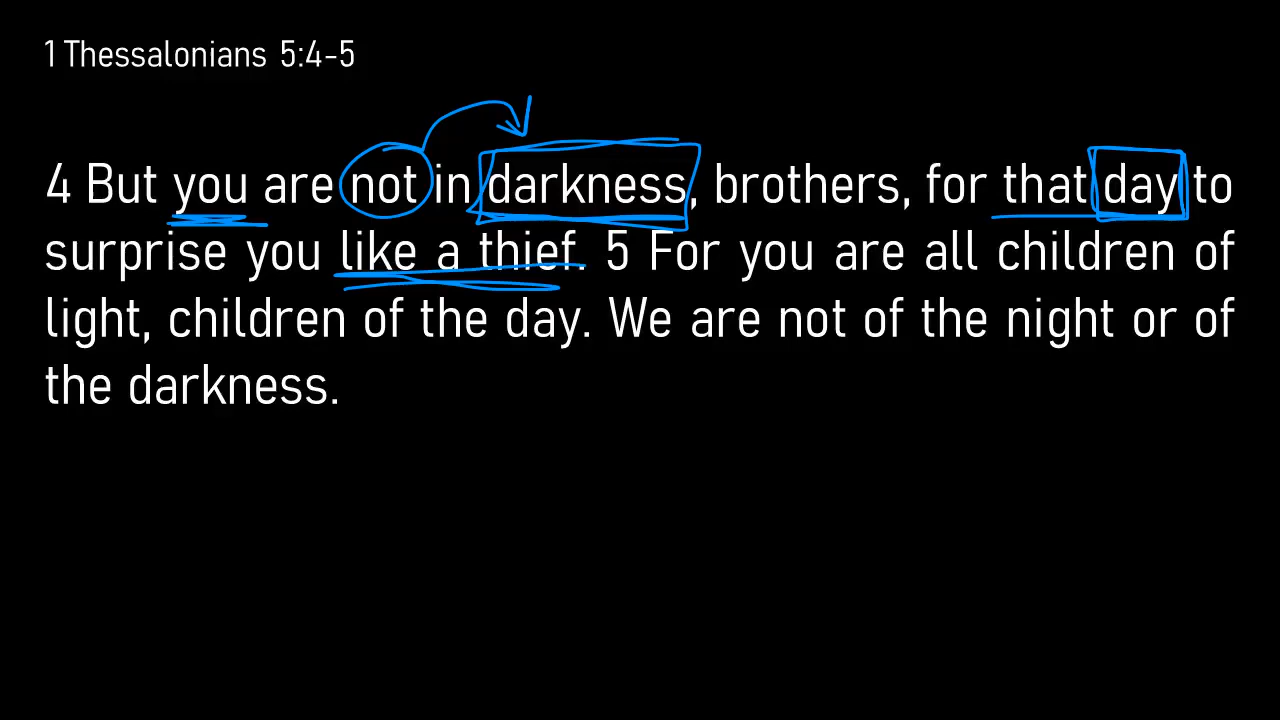 1 Thessalonians 5:4-5
4 But you are not in darkness, brothers, for that day to
surprise you like a thief. 5 For you are all children of
light, children of the day. We are not of the night or of
the darkness.